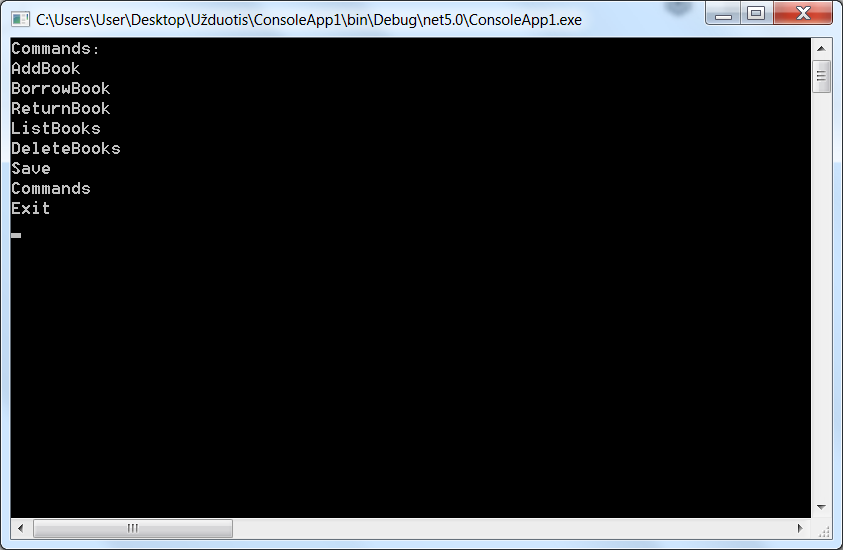 C:\Users\User\Desktop\Užduotis\ConsoleApp1\bin\Debug\net5.0\ConsoleApp1.exe
Commands:
AddBook
BorrowBook
ReturnBook
ListBooks
DeleteBooks
Save
Commands
Exit